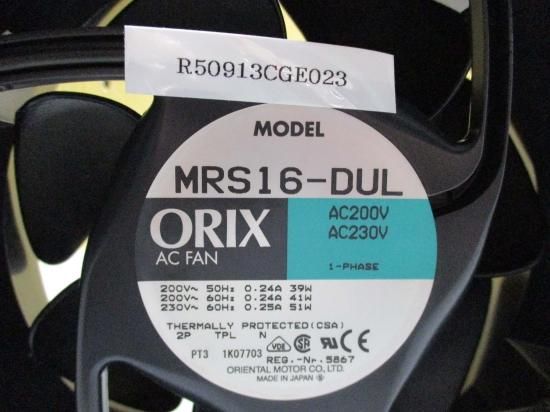 R50913CGE023
MODEL
MRS16-DUL
ORIX
AC FAN
AC200V
AC230V
1-PHASE
200V~ 50Hz 0.24A 39W
200V~ 60Hz 0.24A 41W
230V~ 60Hz 0.25A 51W
THERMALLY PROTECTED(CSA)
2P TPL N
PT3 1K07703
VDE
REG.-Nr.5867
ORIENTAL MOTOR CO.,LTD.
MADE IN JAPAN